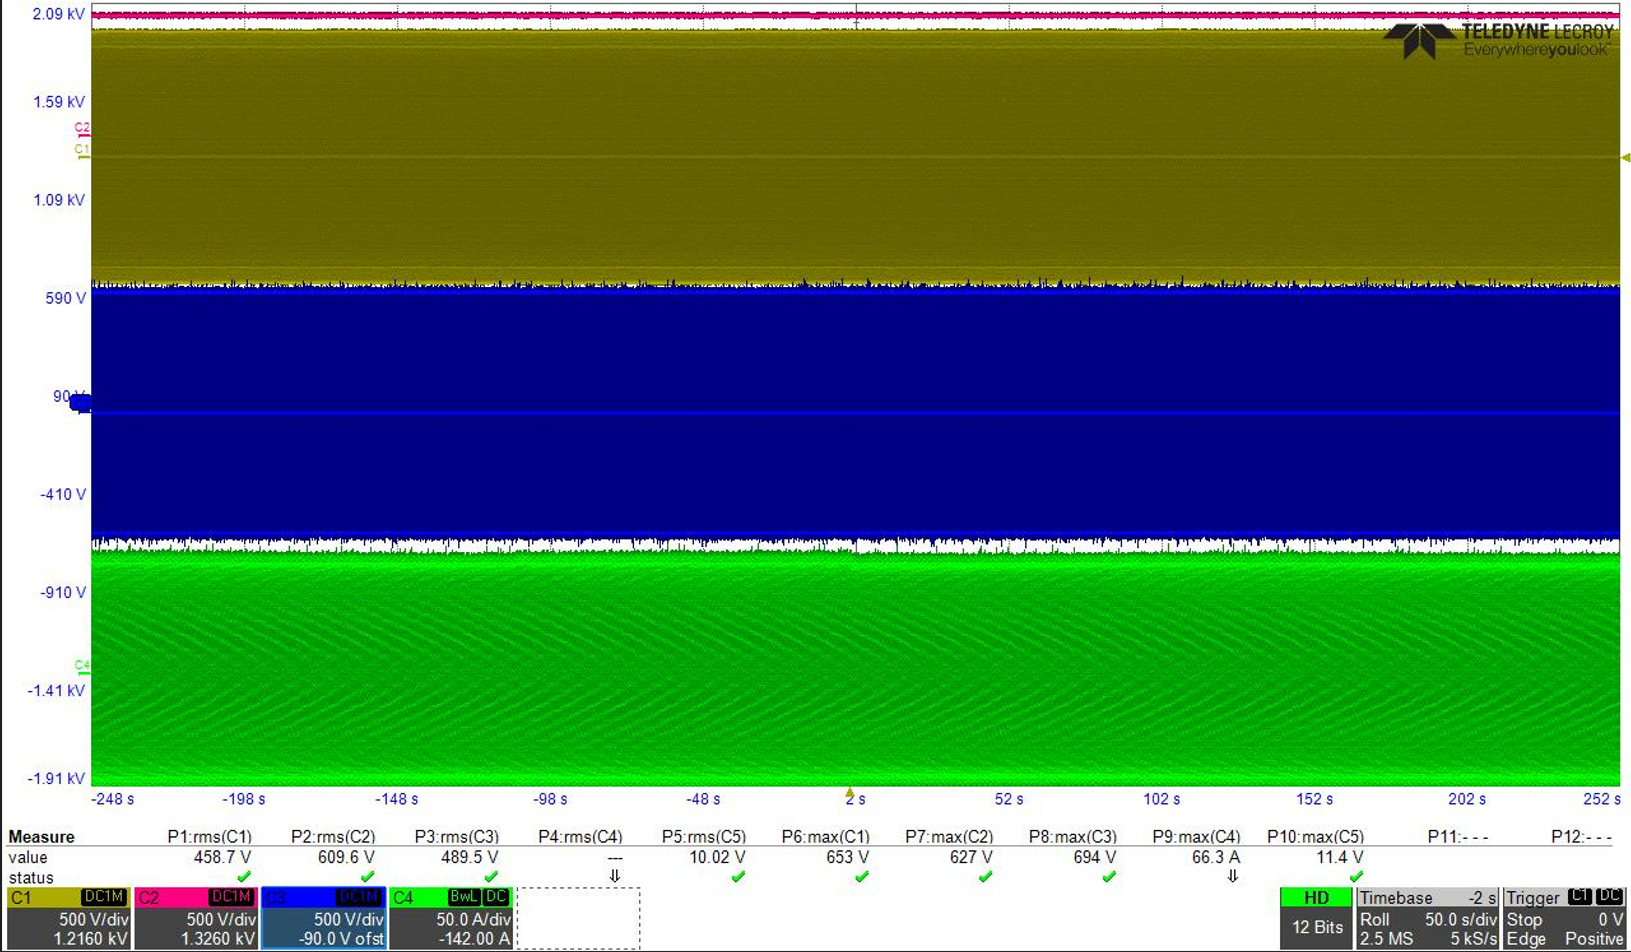 2.09 kV
TELEDYNE LECROY
Everywhereyoulook
1.59 kV
C2
C1
1.09 kV
590 V
90 V
-410 V
-910 V
C4
-1.41 kV
-1.91 kV
-248 s -198 s -148 s -98 s -48 s 2 s 52 s 102 s 152 s 202 s 252 s
Measure P1:rms(C1) P2:rms(C2) P3:rms(C3) P4:rms(C4) P5:rms(C5) P6:max(C1) P7:max(C2) P8:max(C3) P9:max(C4) P10:max(C5) P11:- - - P12:- - -
value 458.7 V 609.6 V 489.5 V --- 10.02 V 653 V 627 V 694 V 66.3 A 11.4 V
status
C1 DC1M C2 DC1M C3 DC1M C4 BwL DC HD Timebase -2 s Trigger C1 DC
500 V/div 500 V/div 500 V/div 50.0 A/div 12 Bits Roll 50.0 s/div Stop 0 V
1.2160 kV 1.3260 kV -90.0 V ofst -142.00 A 2.5 MS 5 kS/s Edge Positive